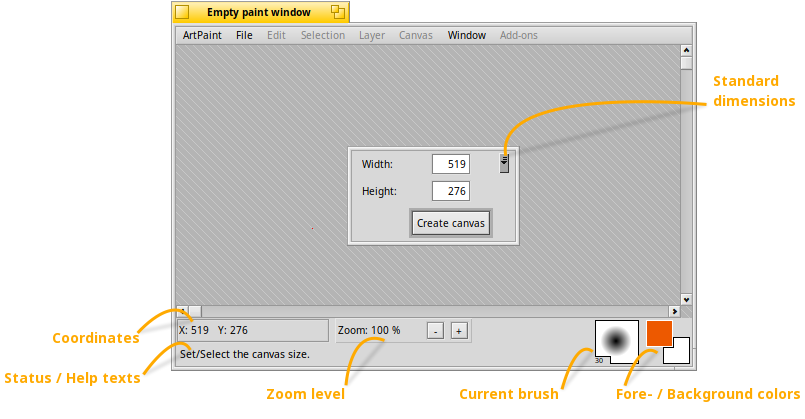 Empty paint window
ArtPaint File Edit Selection Layer Canvas Window Add-ons
Standard
dimensions
Width: 519
Height: 276
Create canvas
Coordinates
X: 519 Y: 276
Zoom: 100 % - +
Set/Select the canvas size.
30
Status / Help texts
Zoom level
Current brush
Fore- / Background colors